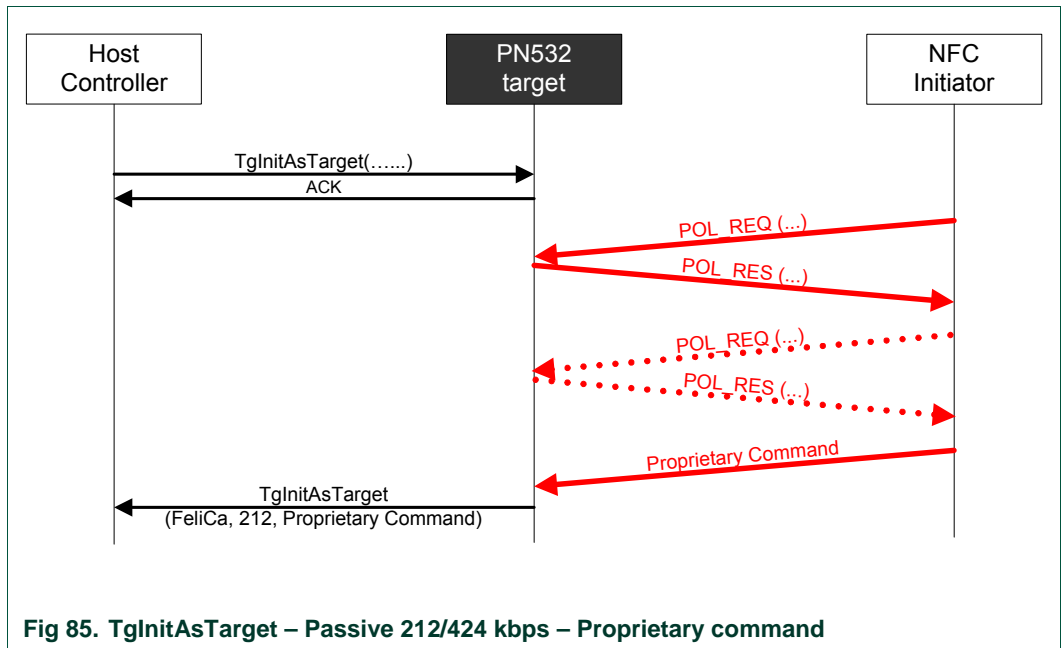 Host
Controller
PN532
target
NFC
Initiator
TgInitAsTarget(…...)
ACK
POL_REQ (...)
POL_RES (...)
POL_REQ (...)
POL_RES (...)
Proprietary Command
TgInitAsTarget
(FeliCa, 212, Proprietary Command)
Fig 85. TgInitAsTarget – Passive 212/424 kbps – Proprietary command